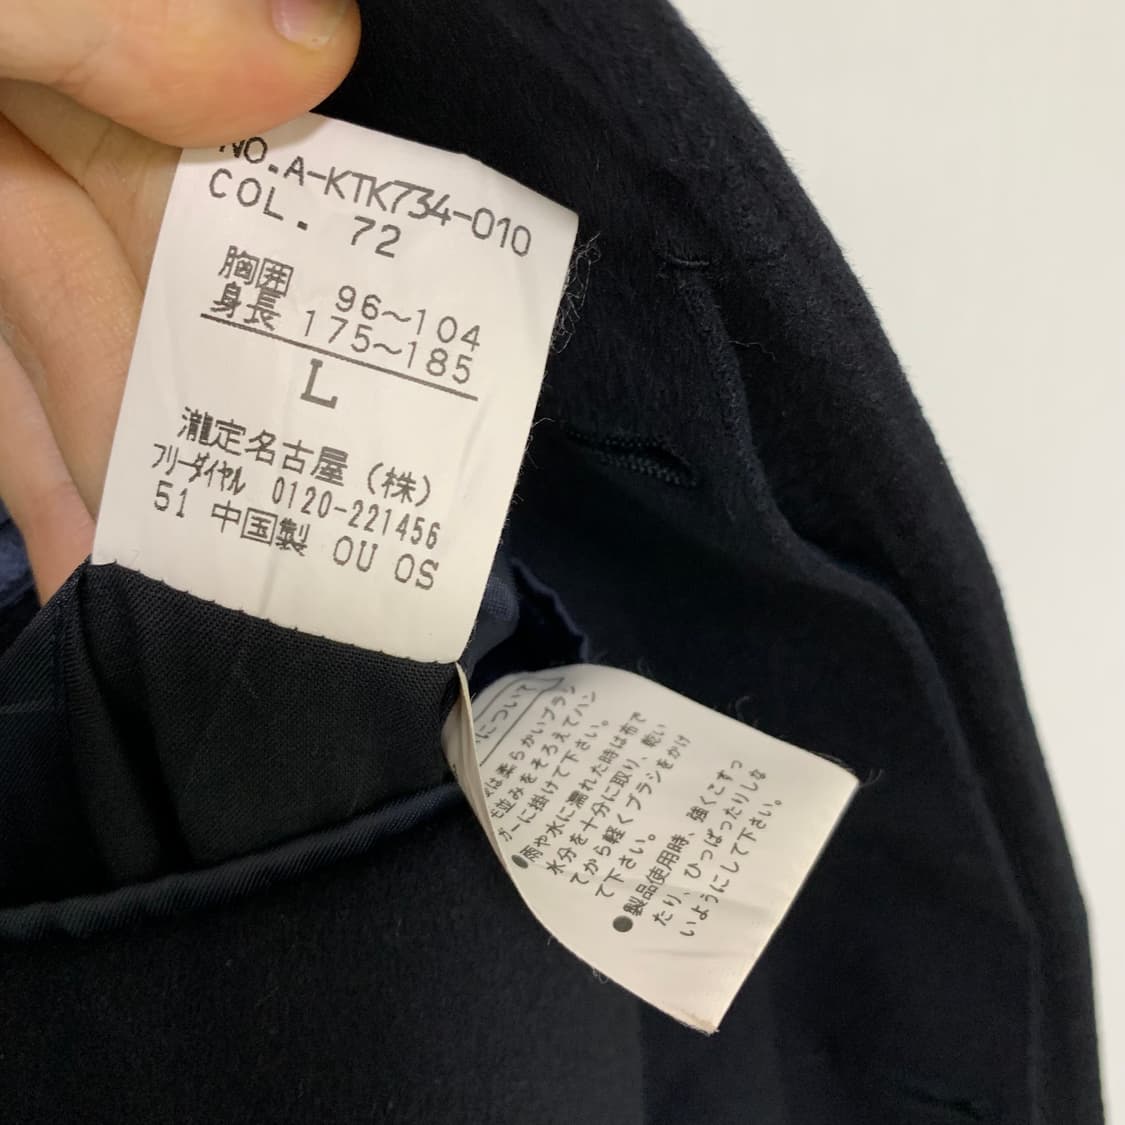 NO.A-KTK734-010
COL. 72
胸囲 96~104
身長 175~185
L
瀧定名古屋(株)
フリーダイヤル 0120-221456
51 中国製 OU OS
について
は柔らかいブラシ
並みをそろえてハン
ガーに掛けて下さい。
●雨や水に濡れた時は布で
水分を十分に取り、乾い
てから軽くブラシをかけ
て下さい。
●製品使用時、強くこすっ
たり、ひっぱったりしな
いようにして下さい。